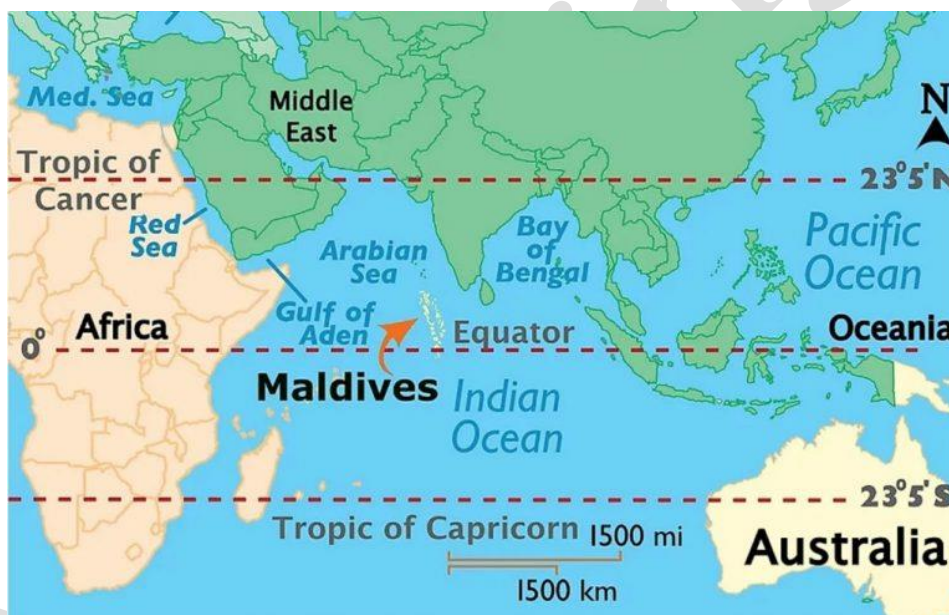 Med. Sea
Middle
East
N
Tropic of
Cancer
23°5'N
Red
Sea
Arabian
Sea
Bay
of
Bengal
Pacific
Ocean
Gulf of
Aden
Africa
Equator
Oceania
0°
Maldives
Indian
Ocean
23°5'S
Tropic of Capricorn
1500 mi
1500 km
Australia